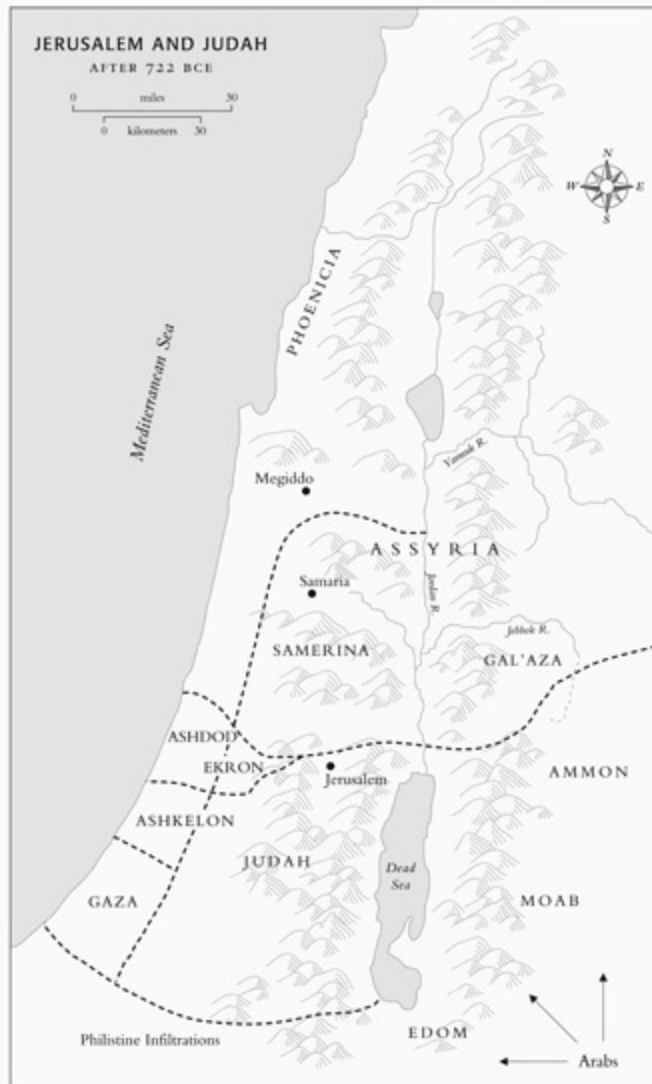 JERUSALEM AND JUDAH
AFTER 722 BCE
0 miles 30
0 kilometers 30
N
W E
S
PHOENICIA
Mediterranean Sea
Megiddo
Yarmuk R.
ASSYRIA
Samaria
Jordan R.
Jabbok R.
SAMERINA
GAL'AZA
ASHDOD
EKRON
Jerusalem
AMMON
ASHKELON
JUDAH
Dead
Sea
GAZA
MOAB
EDOM
Philistine Infiltrations
Arabs